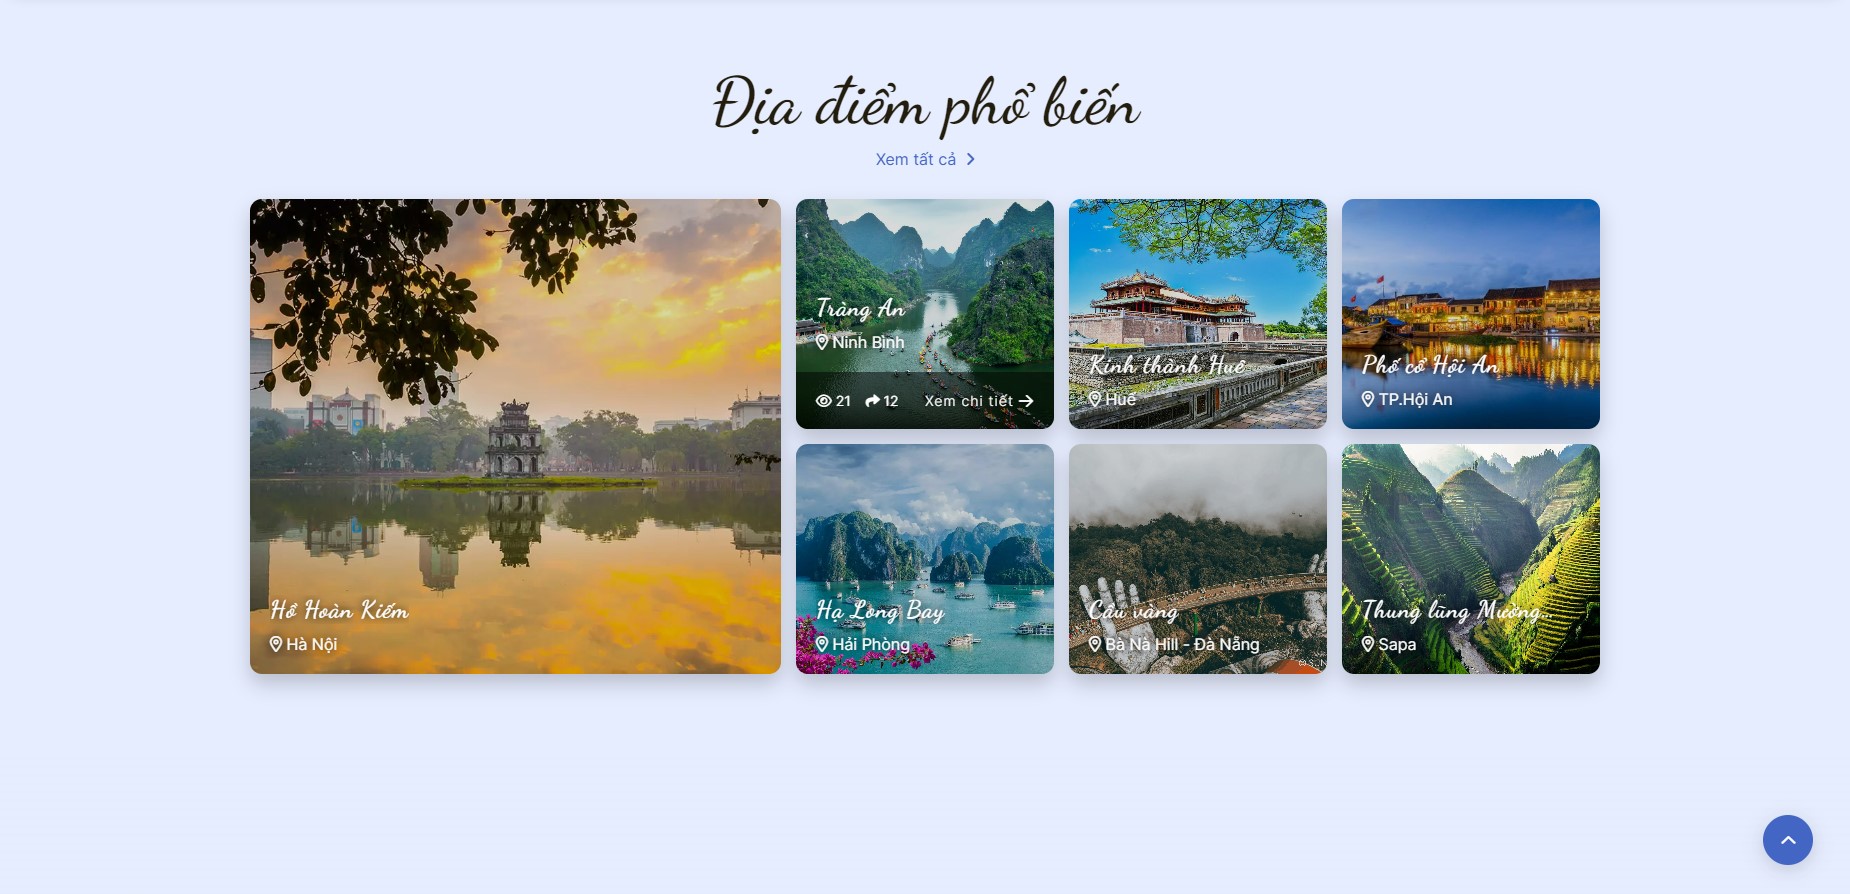 Địa điểm phổ biến
Xem tất cả
Hồ Hoàn Kiếm
Hà Nội
Tràng An
Ninh Bình
21 12 Xem chi tiết
Kinh thành Huế
Huế
Phố cổ Hội An
TP.Hội An
Hạ Long Bay
Hải Phòng
Cầu vàng
Bà Nà Hill - Đà Nẵng
Thung lũng Mường...
Sapa